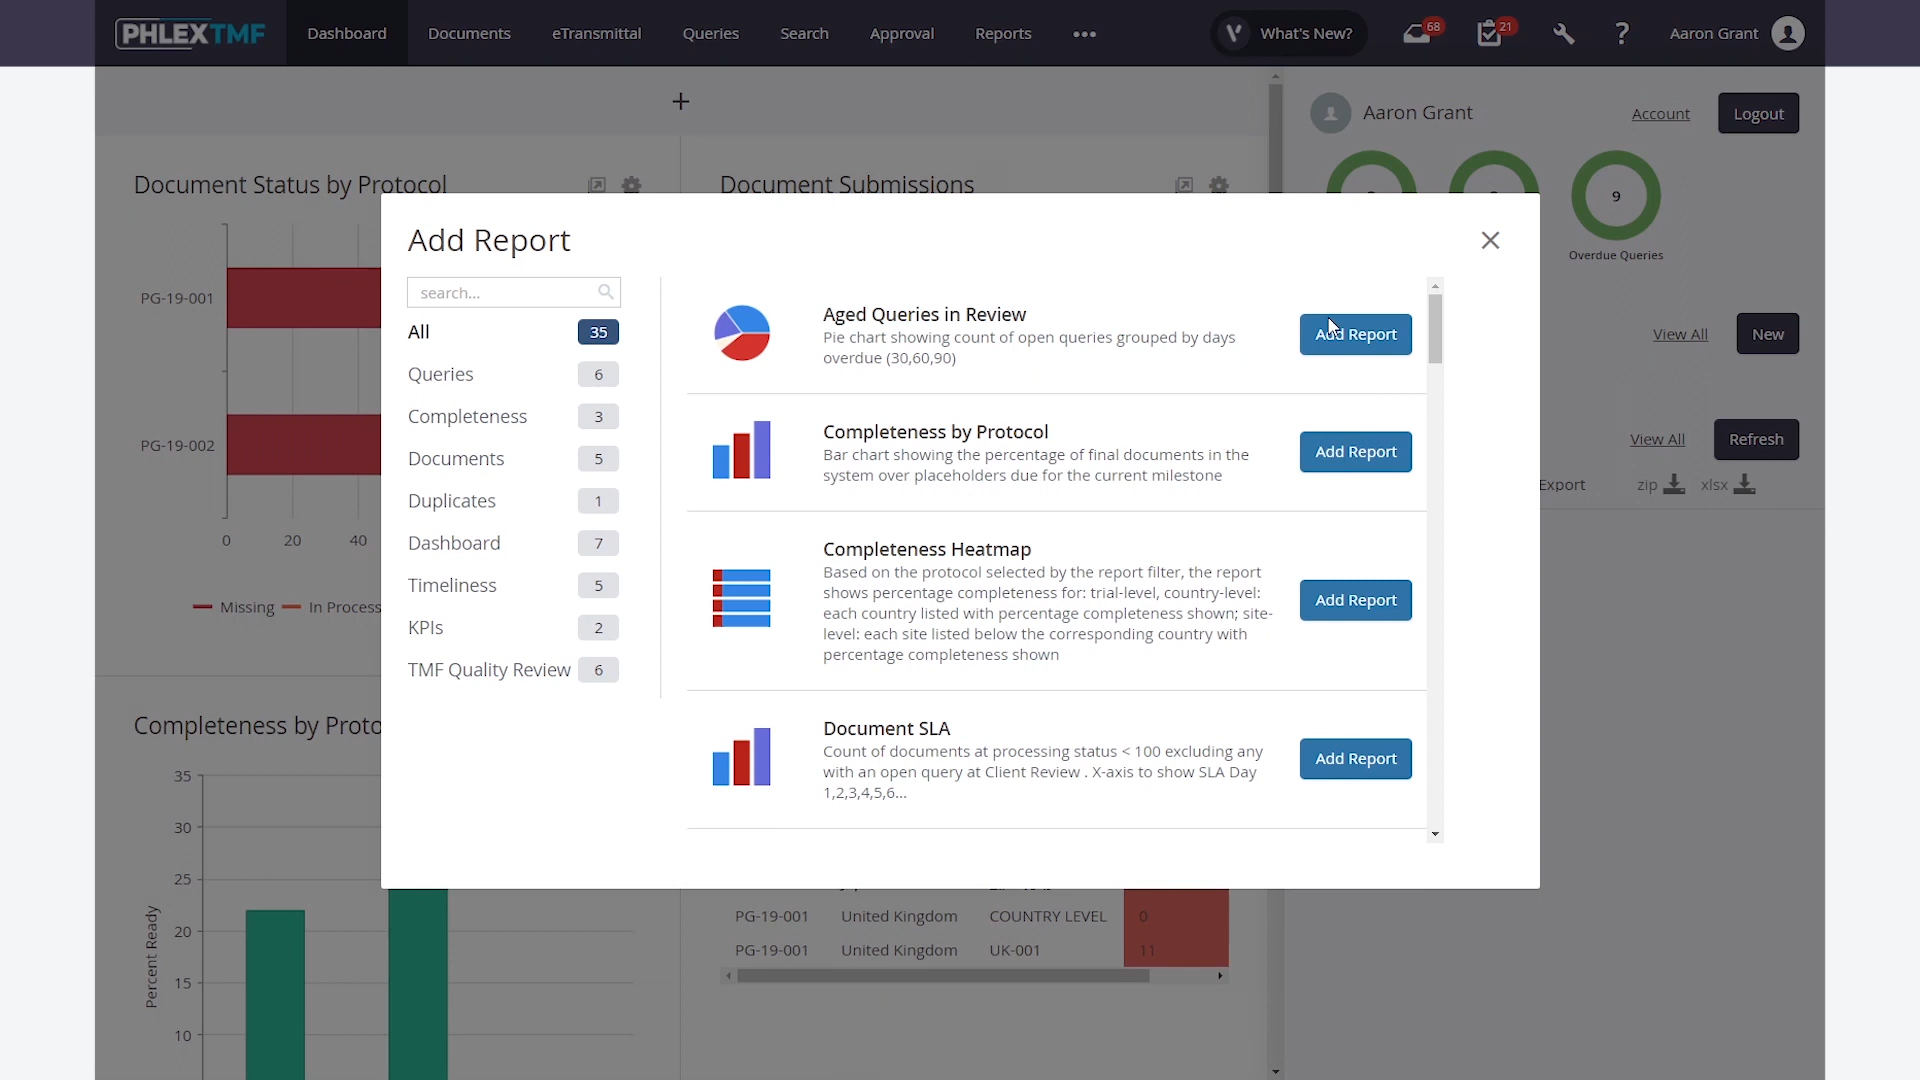 PHLEXTMF
Dashboard
Documents
eTransmittal
Queries
Search
Approval
Reports
What's New?
68
21
?
Aaron Grant
+
Aaron Grant
Account
Logout
Document Status by Protocol
Document Submissions
9
Overdue Queries
Add Report
search...
All 35
Queries 6
Completeness 3
Documents 5
Duplicates 1
Dashboard 7
Timeliness 5
KPIs 2
TMF Quality Review 6
Aged Queries in Review
Pie chart showing count of open queries grouped by days
overdue (30,60,90)
Add Report
Completeness by Protocol
Bar chart showing the percentage of final documents in the
system over placeholders due for the current milestone
Add Report
Completeness Heatmap
Based on the protocol selected by the report filter, the report
shows percentage completeness for: trial-level, country-level:
each country listed with percentage completeness shown; site-
level: each site listed below the corresponding country with
percentage completeness shown
Add Report
Document SLA
Count of documents at processing status < 100 excluding any
with an open query at Client Review . X-axis to show SLA Day
1,2,3,4,5,6...
Add Report
View All
New
View All
Refresh
Export
zip
xlsx
PG-19-001
PG-19-002
0 20 40
Missing
In Process
Completeness by Proto
35
30
25
20
15
10
Percent Ready
PG-19-001 United Kingdom COUNTRY LEVEL 0
PG-19-001 United Kingdom UK-001 11